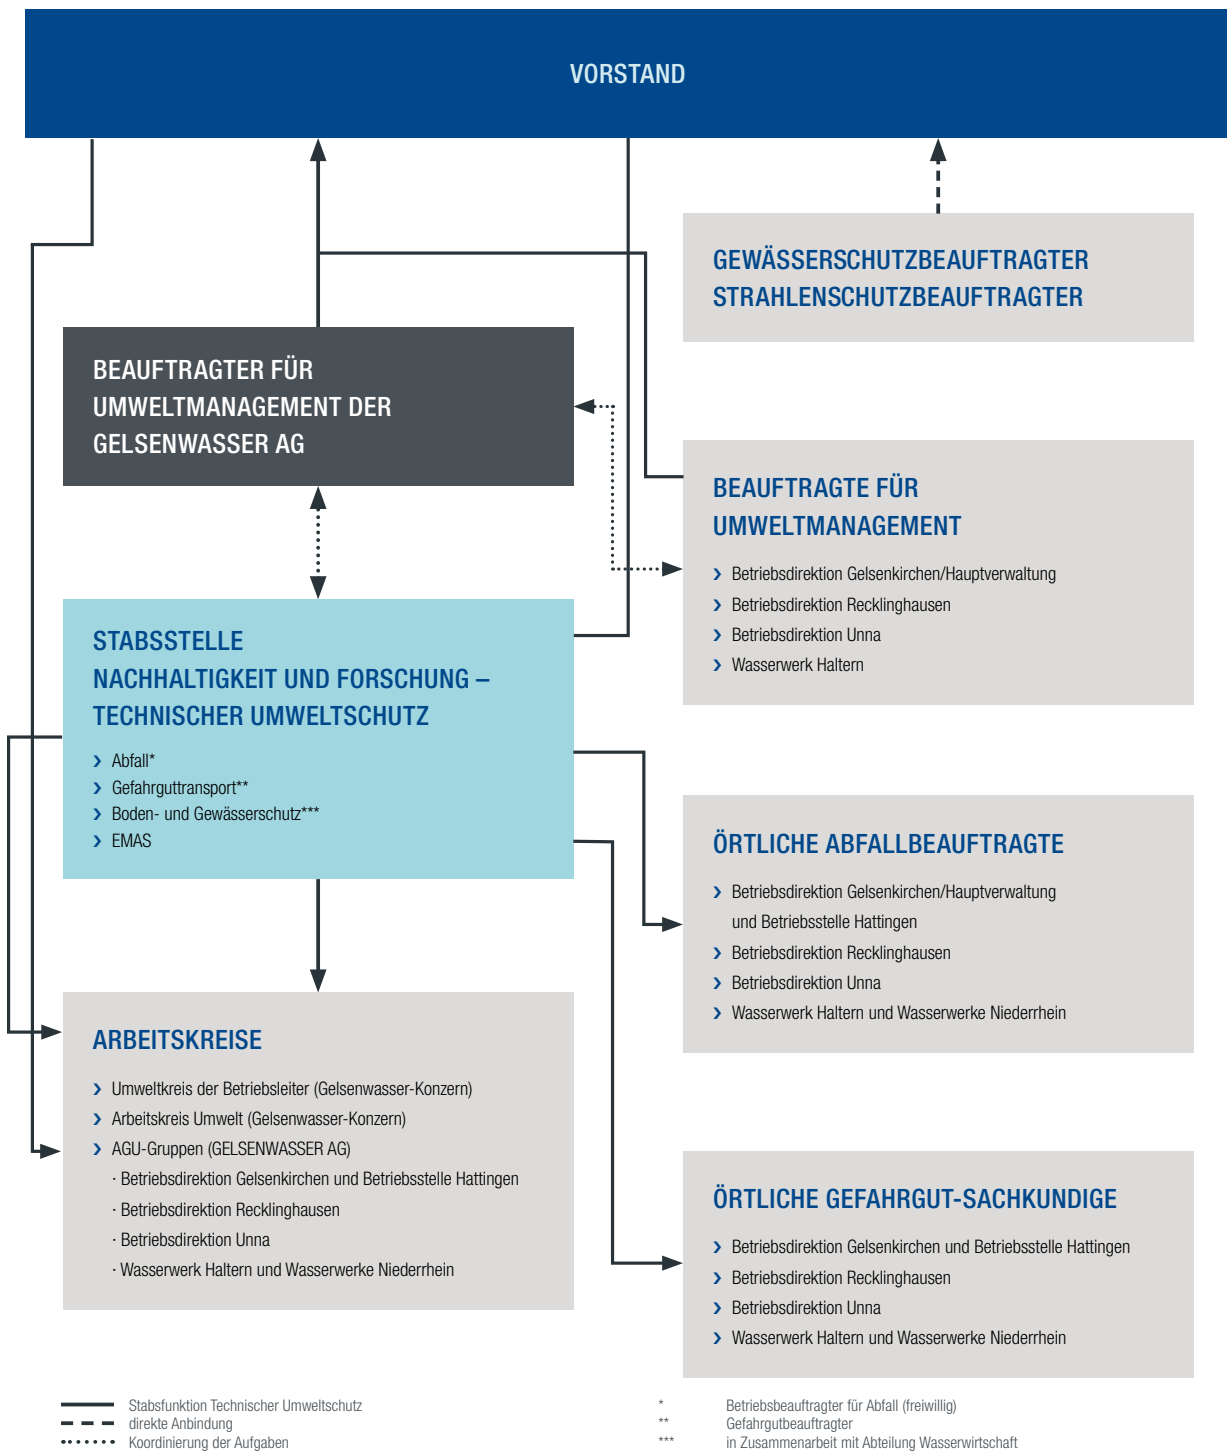 VORSTAND
GEWÄSSERSCHUTZBEAUFTRAGTER
STRAHLENSCHUTZBEAUFTRAGTER
BEAUFTRAGTER FÜR
UMWELTMANAGEMENT DER
GELSENWASSER AG
BEAUFTRAGTE FÜR
UMWELTMANAGEMENT
› Betriebsdirektion Gelsenkirchen/Hauptverwaltung
› Betriebsdirektion Recklinghausen
› Betriebsdirektion Unna
› Wasserwerk Haltern
STABSSTELLE
NACHHALTIGKEIT UND FORSCHUNG –
TECHNISCHER UMWELTSCHUTZ
› Abfall*
› Gefahrguttransport**
› Boden- und Gewässerschutz***
› EMAS
ÖRTLICHE ABFALLBEAUFTRAGTE
› Betriebsdirektion Gelsenkirchen/Hauptverwaltung
und Betriebsstelle Hattingen
› Betriebsdirektion Recklinghausen
› Betriebsdirektion Unna
› Wasserwerk Haltern und Wasserwerke Niederrhein
ARBEITSKREISE
› Umweltkreis der Betriebsleiter (Gelsenwasser-Konzern)
› Arbeitskreis Umwelt (Gelsenwasser-Konzern)
› AGU-Gruppen (GELSENWASSER AG)
· Betriebsdirektion Gelsenkirchen und Betriebsstelle Hattingen
· Betriebsdirektion Recklinghausen
· Betriebsdirektion Unna
· Wasserwerk Haltern und Wasserwerke Niederrhein
ÖRTLICHE GEFAHRGUT-SACHKUNDIGE
› Betriebsdirektion Gelsenkirchen und Betriebsstelle Hattingen
› Betriebsdirektion Recklinghausen
› Betriebsdirektion Unna
› Wasserwerk Haltern und Wasserwerke Niederrhein
Stabsfunktion Technischer Umweltschutz
direkte Anbindung
Koordinierung der Aufgaben
* Betriebsbeauftragter für Abfall (freiwillig)
** Gefahrgutbeauftragter
*** in Zusammenarbeit mit Abteilung Wasserwirtschaft